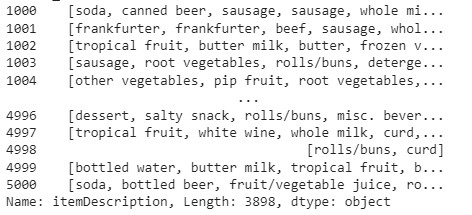 1000    [soda, canned beer, sausage, sausage, whole mi...
1001    [frankfurter, frankfurter, beef, sausage, whol...
1002    [tropical fruit, butter milk, butter, frozen v...
1003    [sausage, root vegetables, rolls/buns, deterge...
1004    [other vegetables, pip fruit, root vegetables,...
                              ...
4996    [dessert, salty snack, rolls/buns, misc. bever...
4997    [tropical fruit, white wine, whole milk, curd,...
4998                                   [rolls/buns, curd]
4999    [bottled water, butter milk, tropical fruit, b...
5000    [soda, bottled beer, fruit/vegetable juice, ro...
Name: itemDescription, Length: 3898, dtype: object